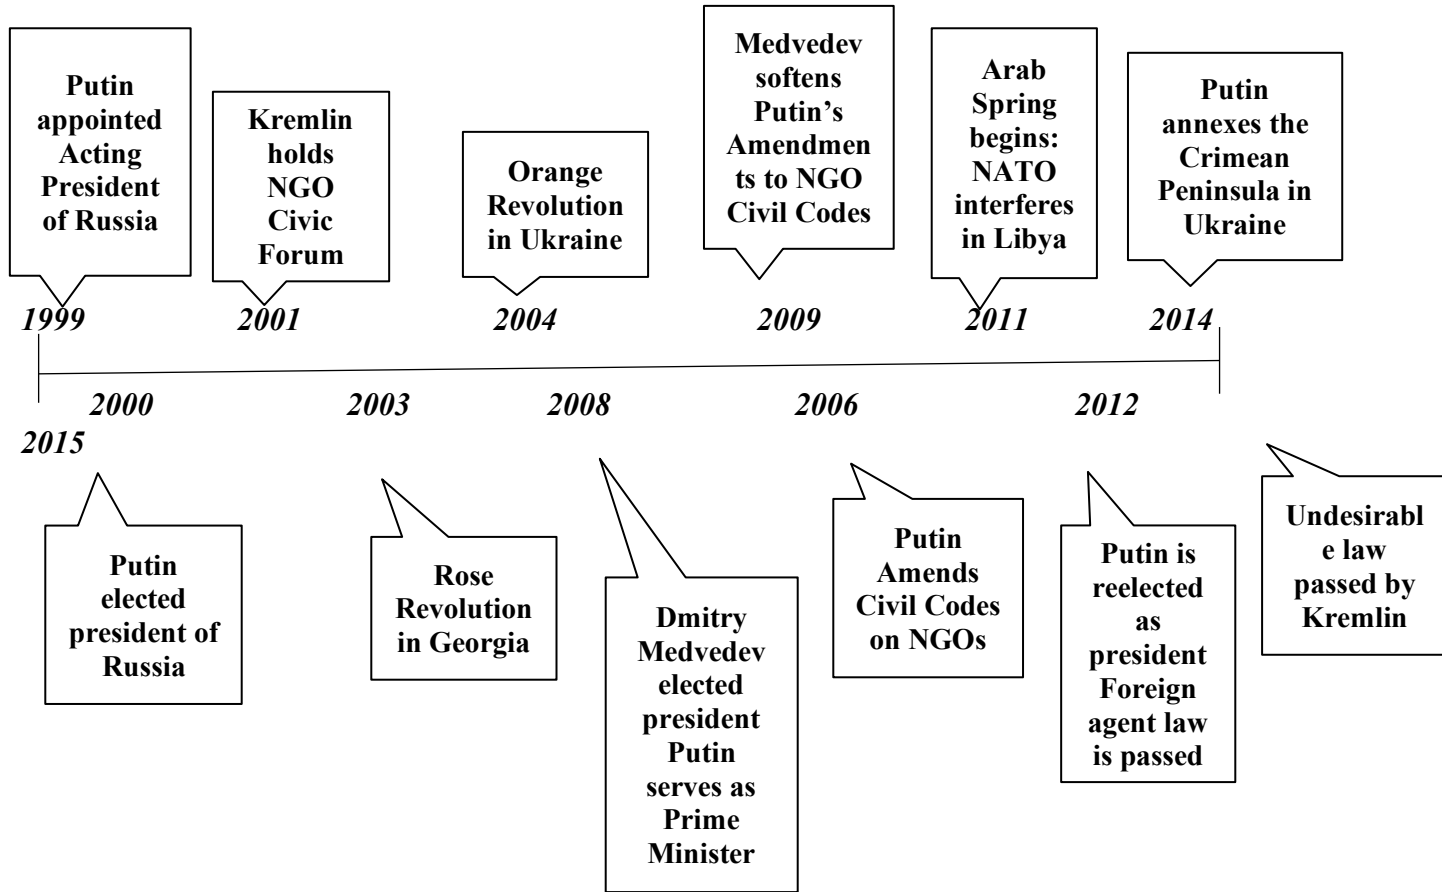 Putin
appointed
Acting
President
of Russia
Kremlin
holds
NGO
Civic
Forum
Orange
Revolution
in Ukraine
Medvedev
softens
Putin’s
Amendmen
ts to NGO
Civil Codes
Arab
Spring
begins:
NATO
interferes
in Libya
Putin
annexes the
Crimean
Peninsula in
Ukraine
1999 2001 2004 2009 2011 2014
2000 2003 2008 2006 2012
2015
Putin
elected
president of
Russia
Rose
Revolution
in Georgia
Dmitry
Medvedev
elected
president
Putin
serves as
Prime
Minister
Putin
Amends
Civil Codes
on NGOs
Putin is
reelected
as
president
Foreign
agent law
is passed
Undesirabl
e law
passed by
Kremlin